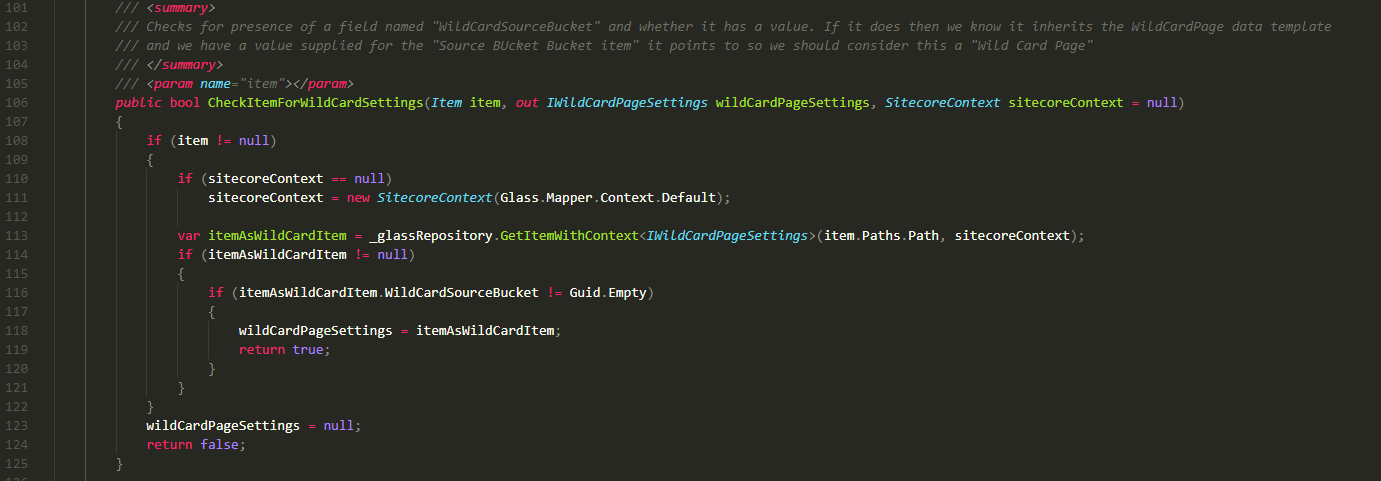 101 /// <summary>
102 /// Checks for presence of a field named "WildCardSourceBucket" and whether it has a value. If it does then we know it inherits the WildCardPage data template
103 /// and we have a value supplied for the "Source BUcket Bucket item" it points to so we should consider this a "Wild Card Page"
104 /// </summary>
105 /// <param name="item"></param>
106 public bool CheckItemForWildCardSettings(Item item, out IWildCardPageSettings wildCardPageSettings, SitecoreContext sitecoreContext = null)
107 {
108 if (item != null)
109 {
110 if (sitecoreContext == null)
111 sitecoreContext = new SitecoreContext(Glass.Mapper.Context.Default);
112
113 var itemAsWildCardItem = _glassRepository.GetItemWithContext<IWildCardPageSettings>(item.Paths.Path, sitecoreContext);
114 if (itemAsWildCardItem != null)
115 {
116 if (itemAsWildCardItem.WildCardSourceBucket != Guid.Empty)
117 {
118 wildCardPageSettings = itemAsWildCardItem;
119 return true;
120 }
121 }
122 }
123 wildCardPageSettings = null;
124 return false;
125 }